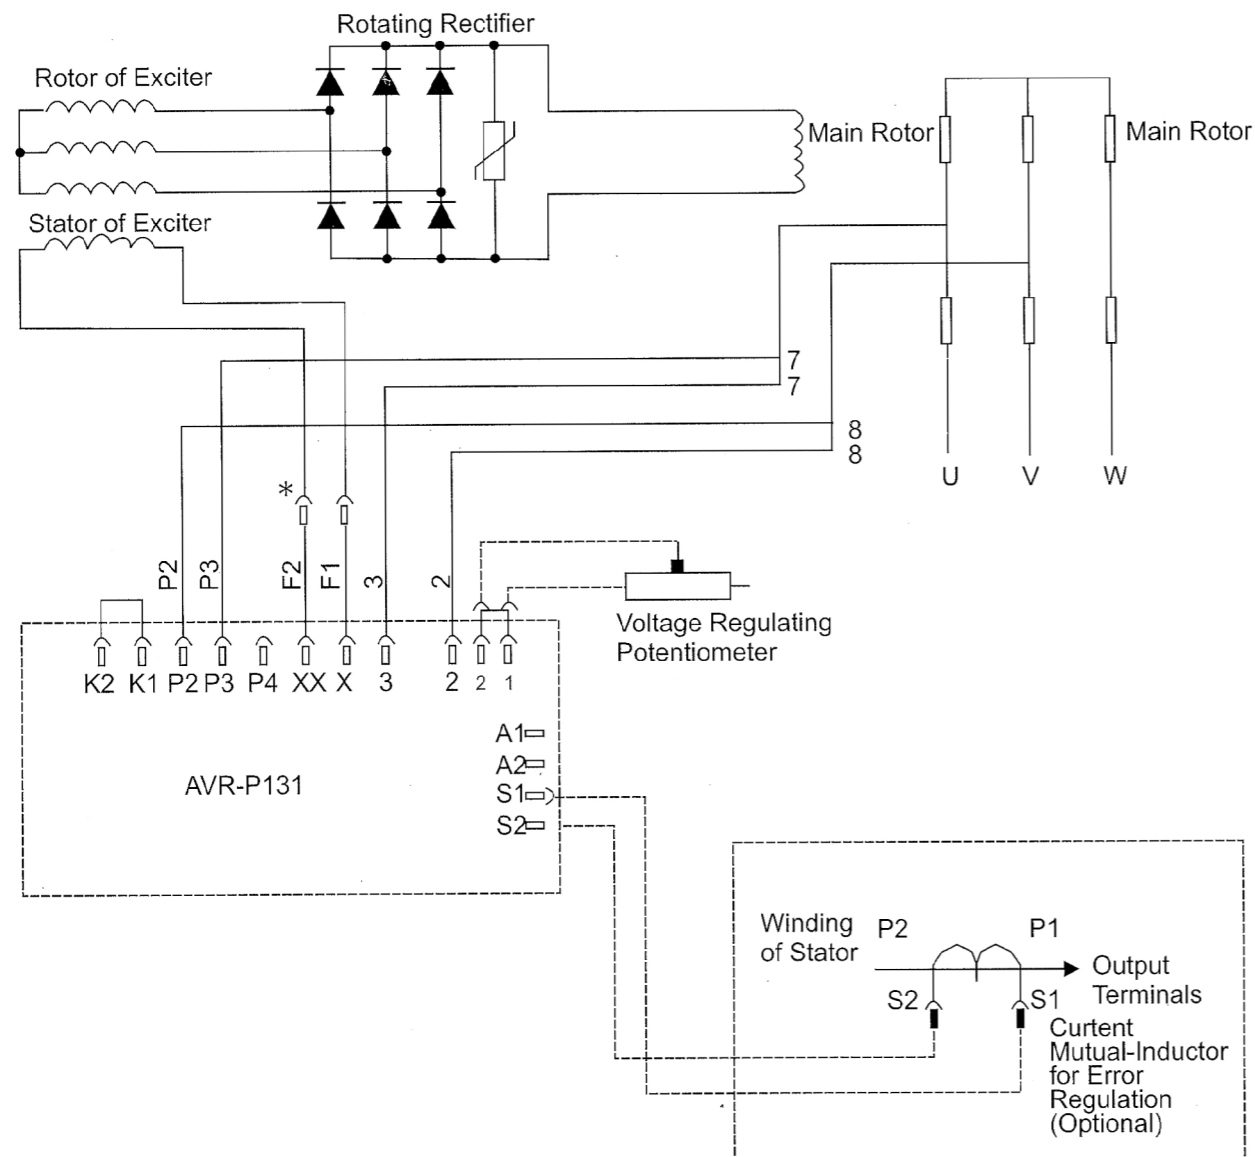 Rotating Rectifier
Rotor of Exciter
Main Rotor
Main Rotor
Stator of Exciter
7
7
8
8
U V W
*
P2 P3 F2 F1 3 2
Voltage Regulating
Potentiometer
K2 K1 P2 P3 P4 XX X 3 2 2 1
A1
A2
AVR-P131
S1
S2
Winding
of Stator
P2 P1
Output
Terminals
S2 S1
Curtent
Mutual-Inductor
for Error
Regulation
(Optional)